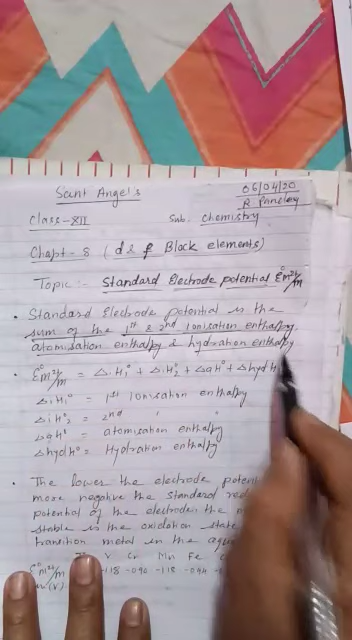 Saint Angel's
06/04/20
R Pandey
Class-XII
Sub. Chemistry
Chapt - 8 ( d & f Block elements)
Topic :- Standard Electrode potential E°m²⁺/m
• Standard Electrode potential is the
sum of the 1st & 2nd Ionisation enthalpy,
atomisation enthalpy & hydration enthalpy
• E°m²⁺/m = ΔiH₁° + ΔiH₂° + ΔaH° + ΔhydH
ΔiH₁° = 1st Ionisation enthalpy
ΔiH₂° = 2nd " "
ΔaH° = atomisation enthalpy
ΔhydH° = Hydration enthalpy
• The lower the electrode potent
more negative the standard red
potential of the electrode the
stable is the oxidation state
transition metal in the aq
V Cr Mn Fe
E°m²⁺/m -1.18 -0.90 -1.18 -0.44